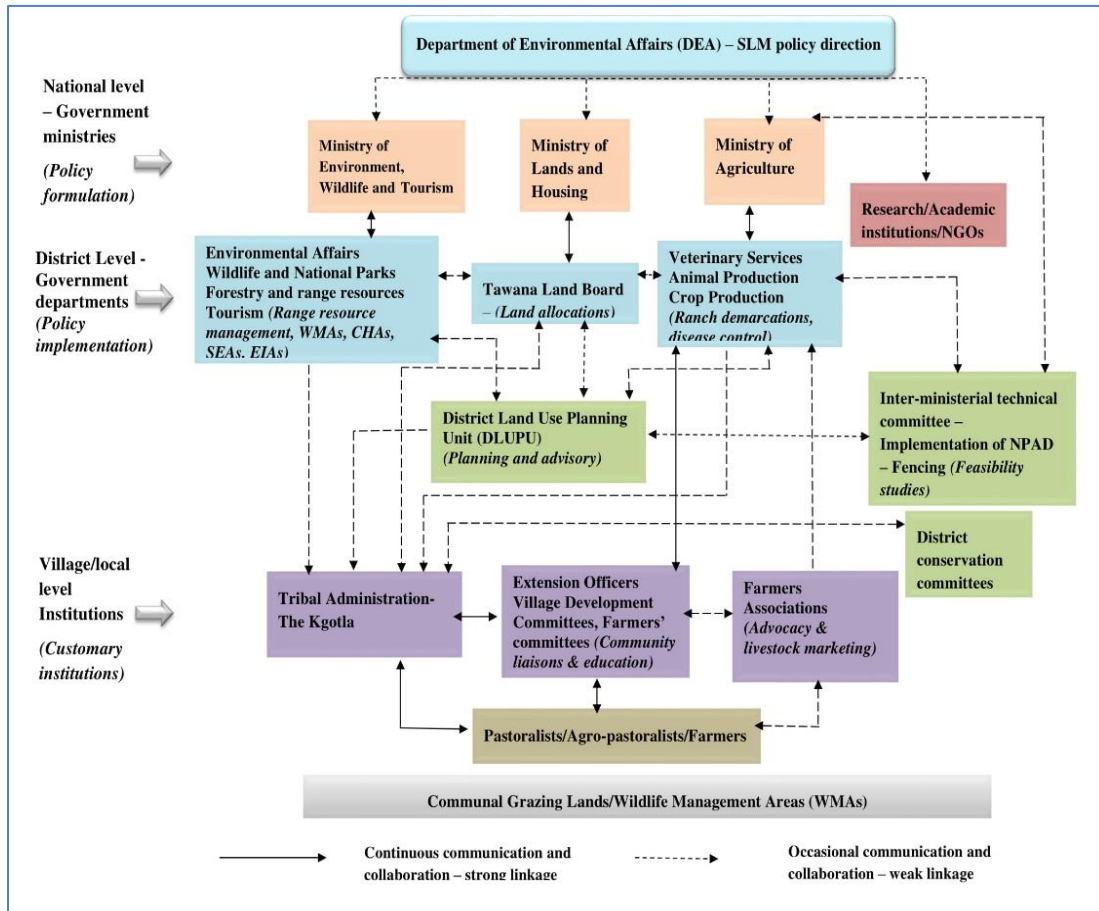 Department of Environmental Affairs (DEA) – SLM policy direction
National level
– Government
ministries
(Policy
formulation)
Ministry of
Environment,
Wildlife and Tourism
Ministry of
Lands and
Housing
Ministry of
Agriculture
Research/Academic
institutions/NGOs
District Level -
Government
departments
(Policy
implementation)
Environmental Affairs
Wildlife and National Parks
Forestry and range resources
Tourism (Range resource
management, WMAs, CHAs,
SEAs. EIAs)
Tawana Land Board
– (Land allocations)
Veterinary Services
Animal Production
Crop Production
(Ranch demarcations,
disease control)
District Land Use Planning
Unit (DLUPU)
(Planning and advisory)
Inter-ministerial technical
committee –
Implementation of NPAD
– Fencing (Feasibility
studies)
District
conservation
committees
Village/local
level
Institutions
(Customary
institutions)
Tribal Administration-
The Kgotla
Extension Officers
Village Development
Committees, Farmers'
committees (Community
liaisons & education)
Farmers
Associations
(Advocacy &
livestock marketing)
Pastoralists/Agro-pastoralists/Farmers
Communal Grazing Lands/Wildlife Management Areas (WMAs)
Continuous communication and
collaboration – strong linkage
Occasional communication and
collaboration – weak linkage